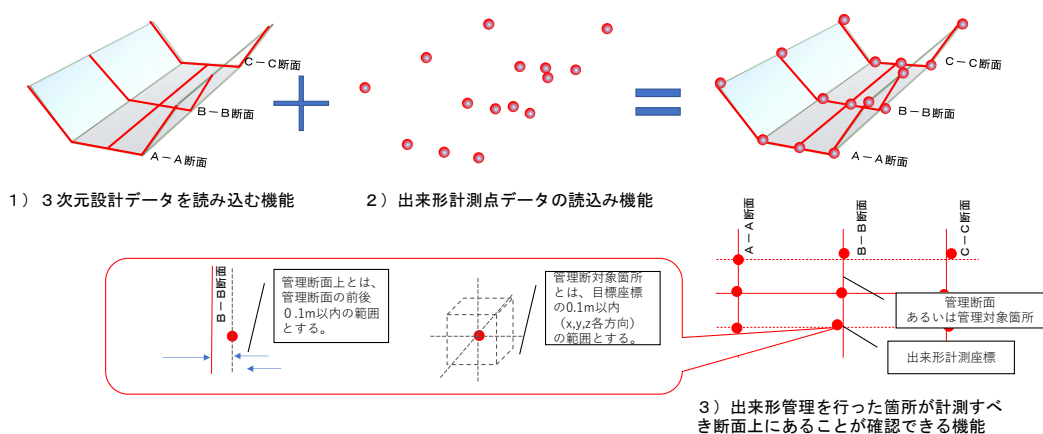 C－C断面
B－B断面
A－A断面
C－C断面
B－B断面
A－A断面
1）３次元設計データを読み込む機能
2）出来形計測点データの読込み機能
A－A断面
B－B断面
C－C断面
B－B断面
管理断面上とは、
管理断面の前後
0.1m以内の範囲
とする。
管理断対象箇所
とは、目標座標
の0.1m以内
（x,y,z各方向）
の範囲とする。
管理断面
あるいは管理対象箇所
出来形計測座標
3）出来形管理を行った箇所が計測すべ
き断面上にあることが確認できる機能